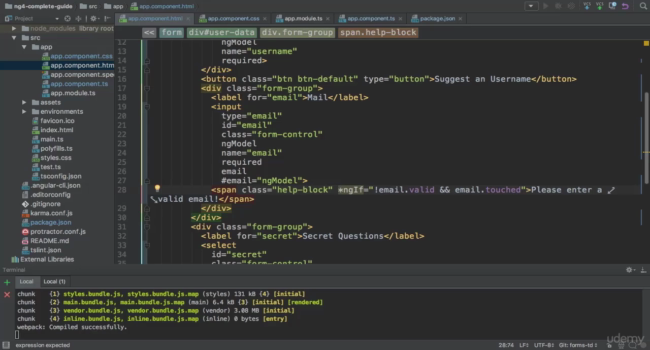 ng4-complete-guide src app app.component.html
Project
app.component.html app.component.css app.module.ts app.component.ts package.json
node_modules library root
src
app
app.component.css
app.component.htm
app.component.spe
app.component.ts
app.module.ts
assets
environments
favicon.ico
index.html
main.ts
polyfills.ts
styles.css
test.ts
tsconfig.json
.angular-cli.json
.editorconfig
.gitignore
karma.conf.js
package.json
protractor.conf.js
README.md
tslint.json
External Libraries
<< form div#user-data div.form-group span.help-block
12 ngModel
13 name="username"
14 required>
15 </div>
16 <button class="btn btn-default" type="button">Suggest an Username</button>
17 <div class="form-group">
18 <label for="email">Mail</label>
19 <input
20 type="email"
21 id="email"
22 class="form-control"
23 ngModel
24 name="email"
25 required
26 email
27 #email="ngModel">
28 <span class="help-block" *ngIf="!email.valid && email.touched">Please enter a
valid email!</span>
29 </div>
30 </div>
31 <div class="form-group">
32 <label for="secret">Secret Questions</label>
33 <select
34 id="secret"
35 class="form-control"
Terminal
Local Local (1)
chunk {1} styles.bundle.js, styles.bundle.js.map (styles) 131 kB {4} [initial]
chunk {2} main.bundle.js, main.bundle.js.map (main) 6.4 kB {3} [initial] [rendered]
chunk {3} vendor.bundle.js, vendor.bundle.js.map (vendor) 3.08 MB [initial]
chunk {4} inline.bundle.js, inline.bundle.js.map (inline) 0 bytes [entry]
webpack: Compiled successfully.
expression expected
28:74 LF÷ UTF-8÷ Git: forms-td ÷
udemy